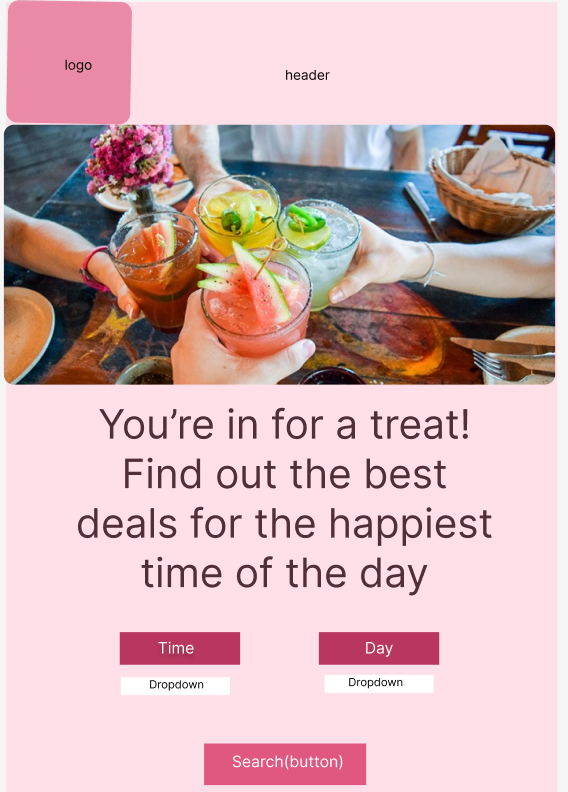 logo
header
You’re in for a treat!
Find out the best
deals for the happiest
time of the day
Time
Day
Dropdown
Dropdown
Search(button)